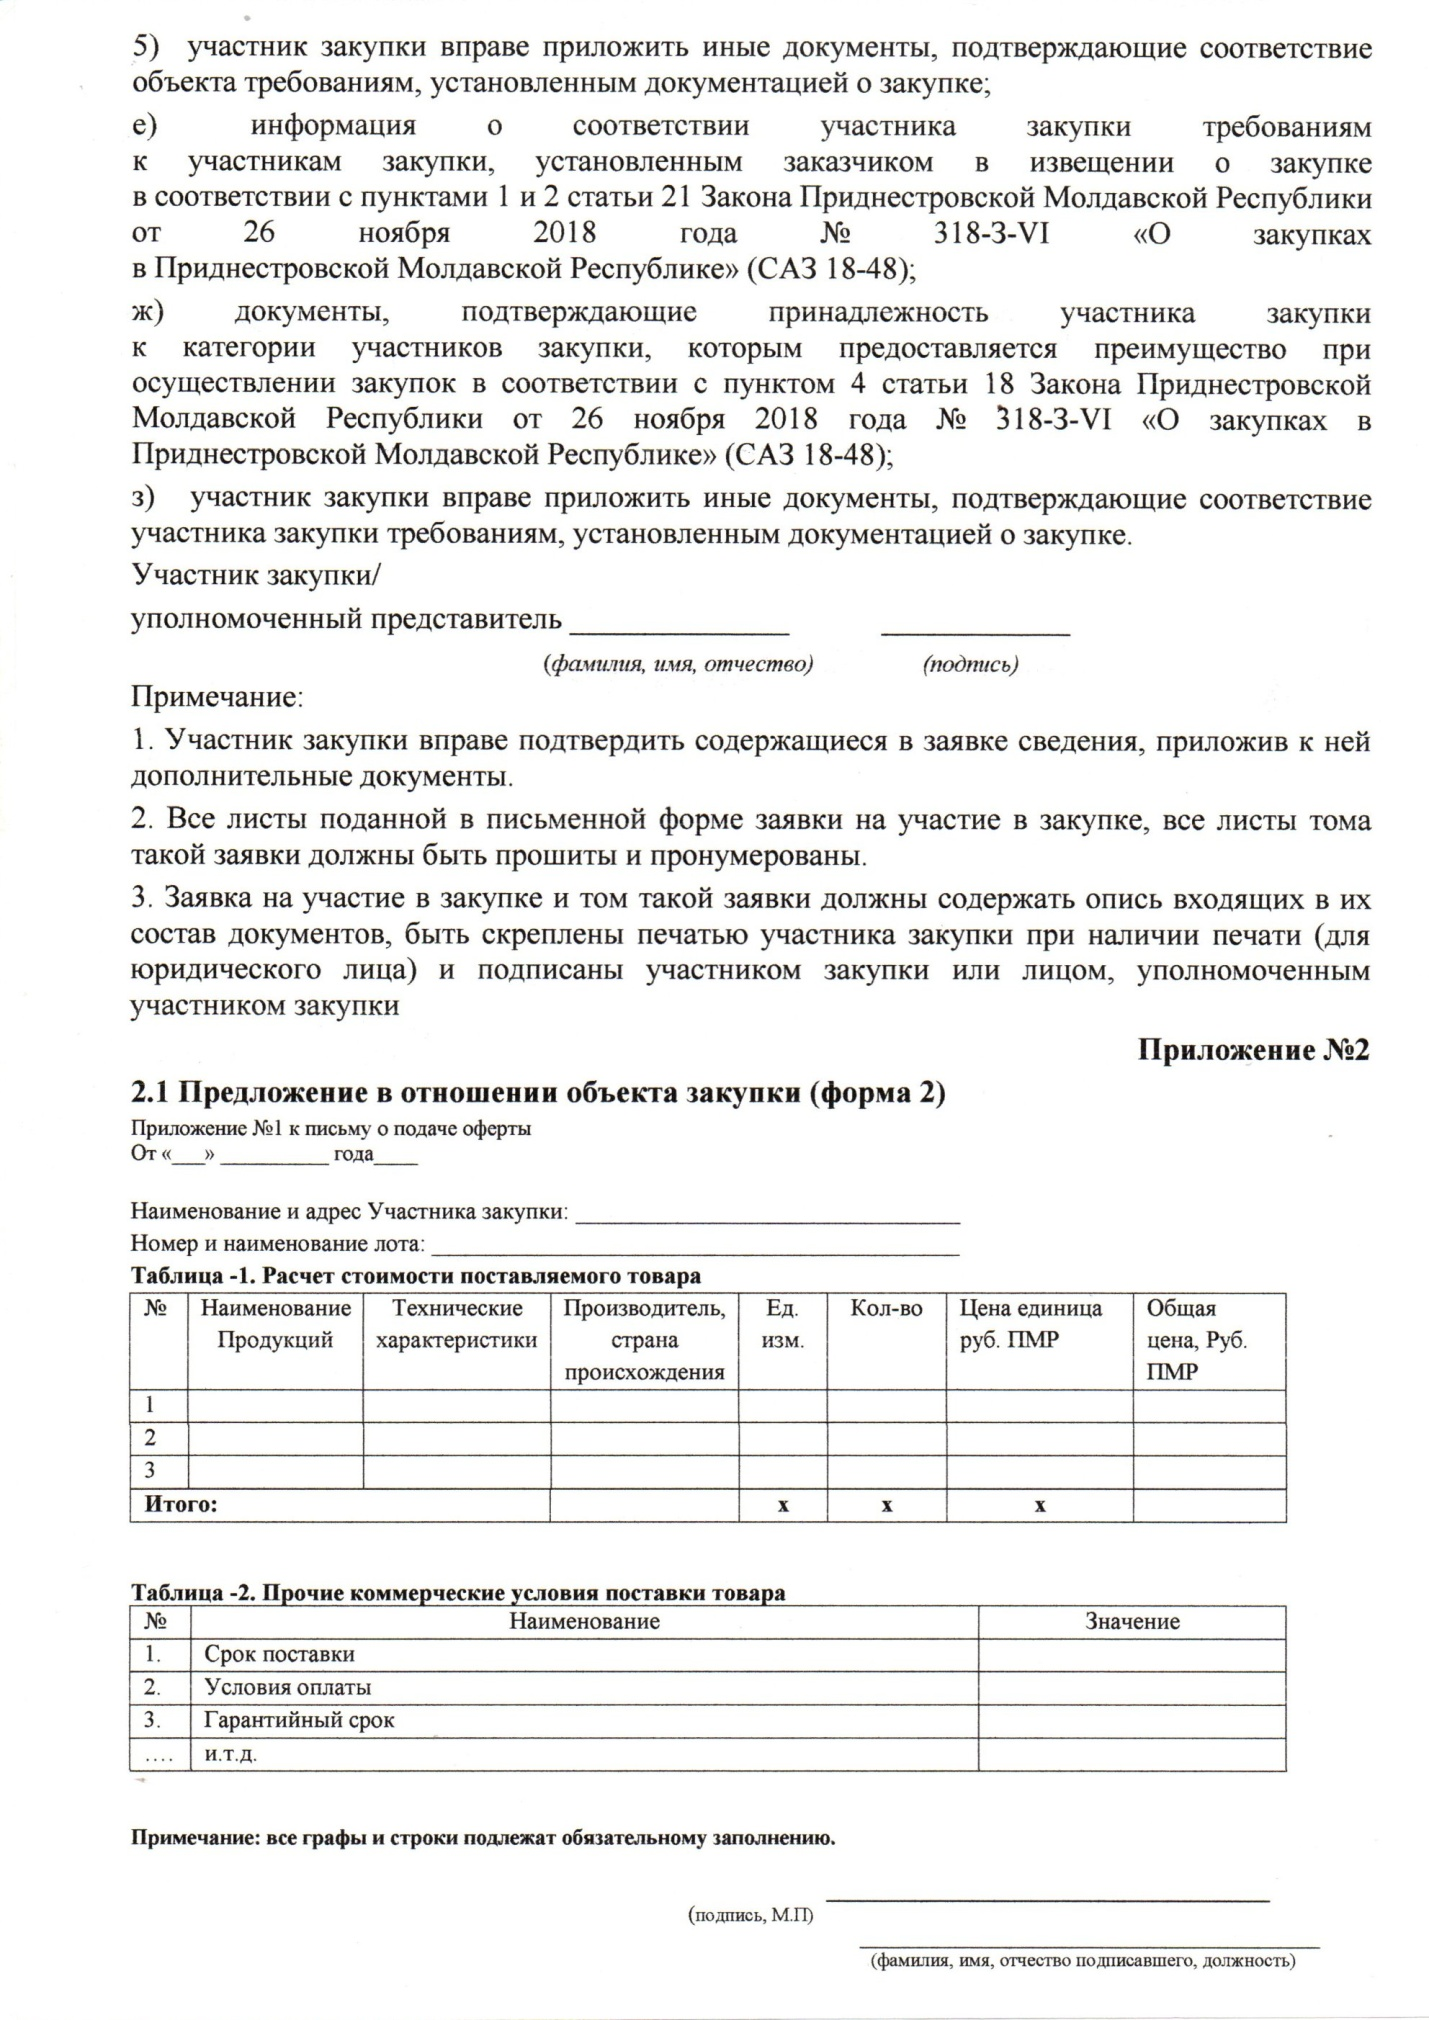 5) участник закупки вправе приложить иные документы, подтверждающие соответствие
объекта требованиям, установленным документацией о закупке;
е) информация о соответствии участника закупки требованиям
к участникам закупки, установленным заказчиком в извещении о закупке
в соответствии с пунктами 1 и 2 статьи 21 Закона Приднестровской Молдавской Республики
от 26 ноября 2018 года № 318-З-VI «О закупках
в Приднестровской Молдавской Республике» (САЗ 18-48);
ж) документы, подтверждающие принадлежность участника закупки
к категории участников закупки, которым предоставляется преимущество при
осуществлении закупок в соответствии с пунктом 4 статьи 18 Закона Приднестровской
Молдавской Республики от 26 ноября 2018 года № 318-З-VI «О закупках в
Приднестровской Молдавской Республике» (САЗ 18-48);
з) участник закупки вправе приложить иные документы, подтверждающие соответствие
участника закупки требованиям, установленным документацией о закупке.
Участник закупки/
уполномоченный представитель _______________ _____________
(фамилия, имя, отчество) (подпись)
Примечание:
1. Участник закупки вправе подтвердить содержащиеся в заявке сведения, приложив к ней
дополнительные документы.
2. Все листы поданной в письменной форме заявки на участие в закупке, все листы тома
такой заявки должны быть прошиты и пронумерованы.
3. Заявка на участие в закупке и том такой заявки должны содержать опись входящих в их
состав документов, быть скреплены печатью участника закупки при наличии печати (для
юридического лица) и подписаны участником закупки или лицом, уполномоченным
участником закупки
Приложение №2
2.1 Предложение в отношении объекта закупки (форма 2)
Приложение №1 к письму о подаче оферты
От «___» __________ года____
Наименование и адрес Участника закупки: ___________________________________
Номер и наименование лота: ________________________________________________
Таблица -1. Расчет стоимости поставляемого товара
№ Наименование Технические Производитель, Ед. Кол-во Цена единица Общая
Продукций характеристики страна изм. руб. ПМР цена, Руб.
происхождения ПМР
1
2
3
Итого: х х х
Таблица -2. Прочие коммерческие условия поставки товара
№ Наименование Значение
1. Срок поставки
2. Условия оплаты
3. Гарантийный срок
.... и.т.д.
Примечание: все графы и строки подлежат обязательному заполнению.
(подпись, М.П) ________________________________________
(фамилия, имя, отчество подписавшего, должность)